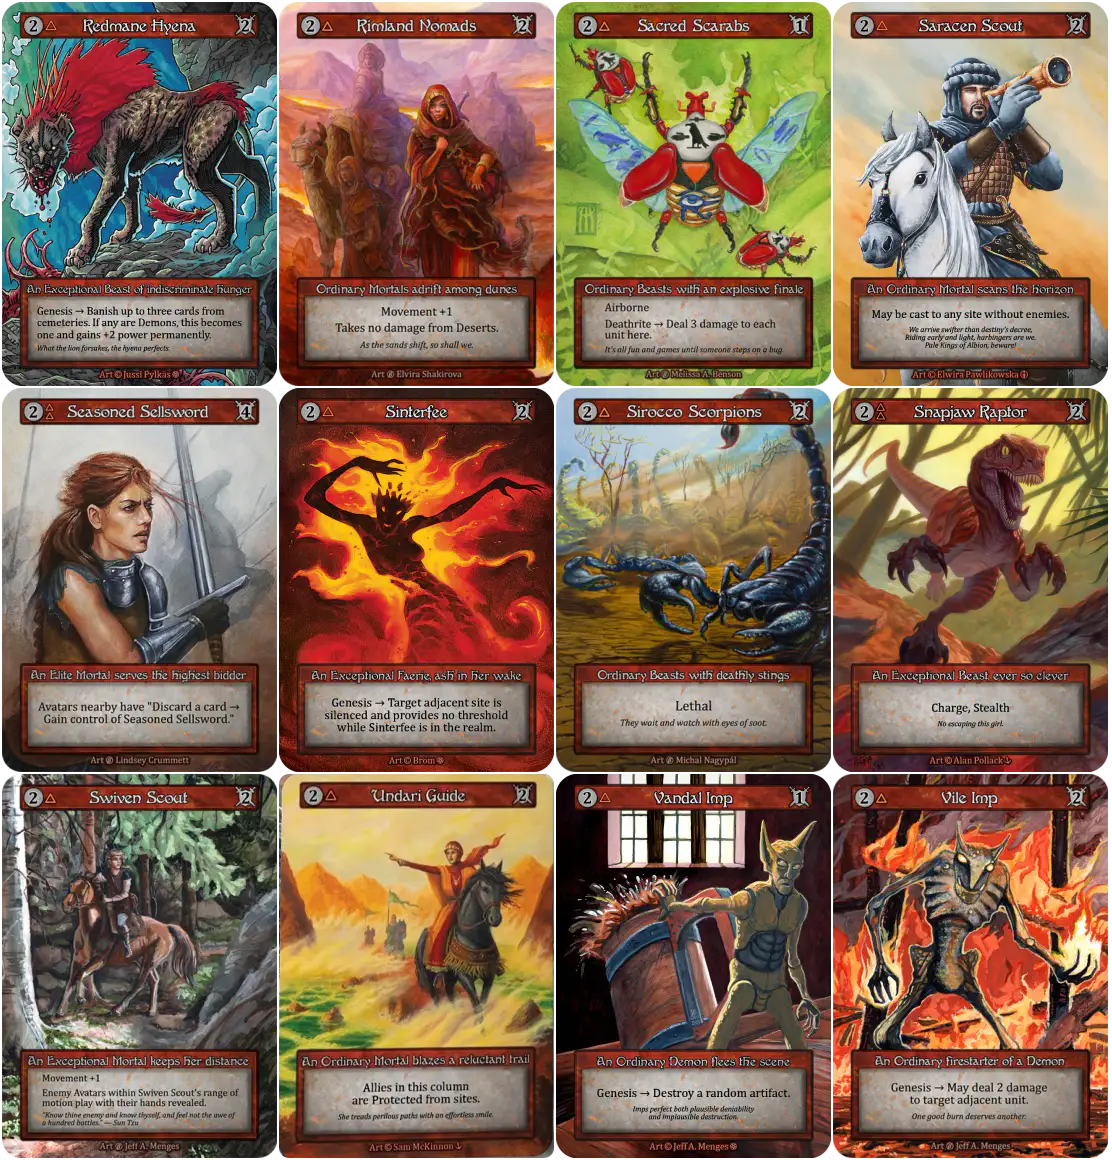 2 Redmane Hyena 2
An Exceptional Beast of indiscriminate hunger
Genesis → Banish up to three cards from
cemeteries. If any are Demons, this becomes
one and gains +2 power permanently.
What the lion forsakes, the hyena perfects.
Art © Jussi Pylkäs
2 Rimland Nomads 2
Ordinary Mortals adrift among dunes
Movement +1
Takes no damage from Deserts.
As the sands shift, so shall we.
Art Elvira Shakirova
2 Sacred Scarabs 1
Ordinary Beasts with an explosive finale
Airborne
Deathrite → Deal 3 damage to each
unit here.
It's all fun and games until someone steps on a bug.
Art Melissa A. Benson
2 Saracen Scout 2
An Ordinary Mortal scans the horizon
May be cast to any site without enemies.
We arrive swifter than destiny's decree,
Riding early and light, harbingers are we.
Pale Kings of Albion, beware!
Art © Elwira Pawlikowska
2 Seasoned Sellsword 4
An Elite Mortal serves the highest bidder
Avatars nearby have "Discard a card →
Gain control of Seasoned Sellsword."
Art Lindsey Crummett
2 Sinterfee 2
An Exceptional Faerie, ash in her wake
Genesis → Target adjacent site is
silenced and provides no threshold
while Sinterfee is in the realm.
Art © Brom
2 Sirocco Scorpions 2
Ordinary Beasts with deathly stings
Lethal
They wait and watch with eyes of soot.
Art Michal Nagypál
2 Snapjaw Raptor 2
An Exceptional Beast ever so clever
Charge, Stealth
No escaping this girl.
Art © Alan Pollack
2 Swiven Scout 2
An Exceptional Mortal keeps her distance
Movement +1
Enemy Avatars within Swiven Scout's range of
motion play with their hands revealed.
"Know thine enemy and know thyself, and feel not the awe of
a hundred battles." — Sun Tzu
Art Jeff A. Menges
2 Undari Guide 2
An Ordinary Mortal blazes a reluctant trail
Allies in this column
are Protected from sites.
She treads perilous paths with an effortless smile.
Art © Sam McKinnon
2 Vandal Imp 1
An Ordinary Demon flees the scene
Genesis → Destroy a random artifact.
Imps perfect both plausible deniability
and implausible destruction.
Art © Jeff A. Menges
2 Vile Imp 2
An Ordinary firestarter of a Demon
Genesis → May deal 2 damage
to target adjacent unit.
One good burn deserves another.
Art Jeff A. Menges